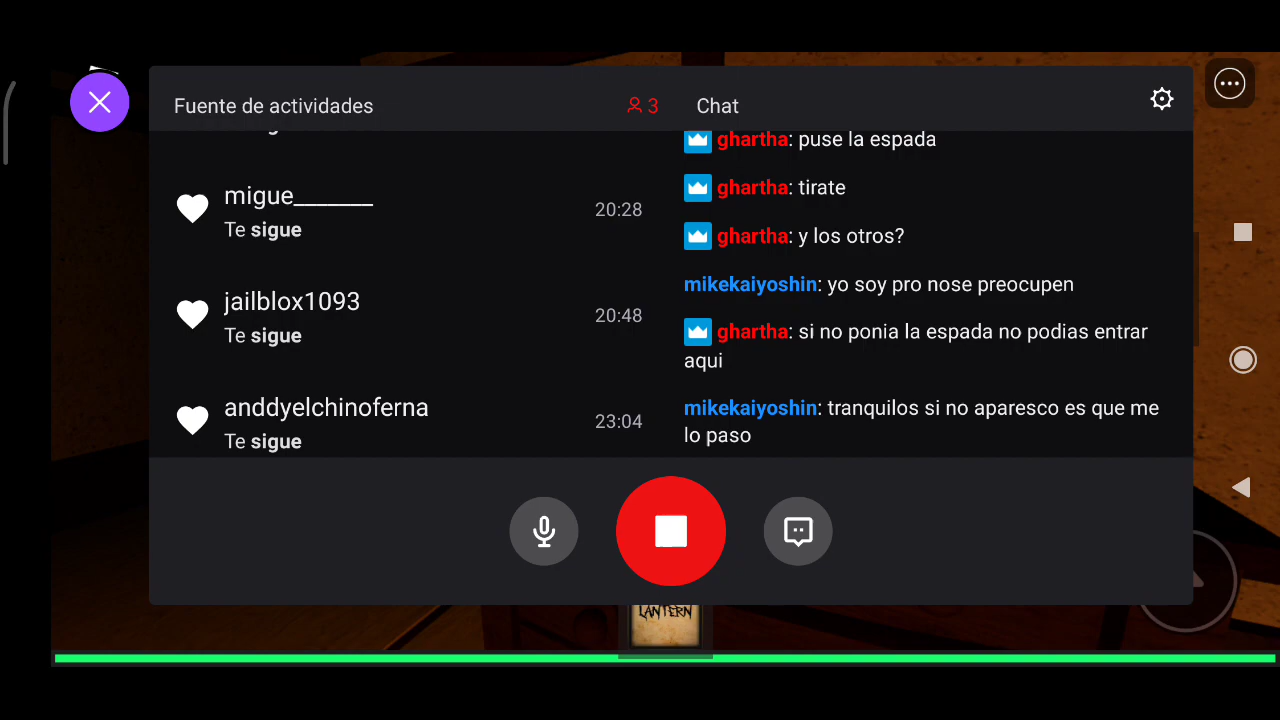 Fuente de actividades
3
Chat
migue_______
Te sigue
20:28
jailblox1093
Te sigue
20:48
anddyelchinoferna
Te sigue
23:04
ghartha: puse la espada
ghartha: tirate
ghartha: y los otros?
mikekaiyoshin: yo soy pro nose preocupen
ghartha: si no ponia la espada no podias entrar
aqui
mikekaiyoshin: tranquilos si no aparesco es que me
lo paso
LANTERN